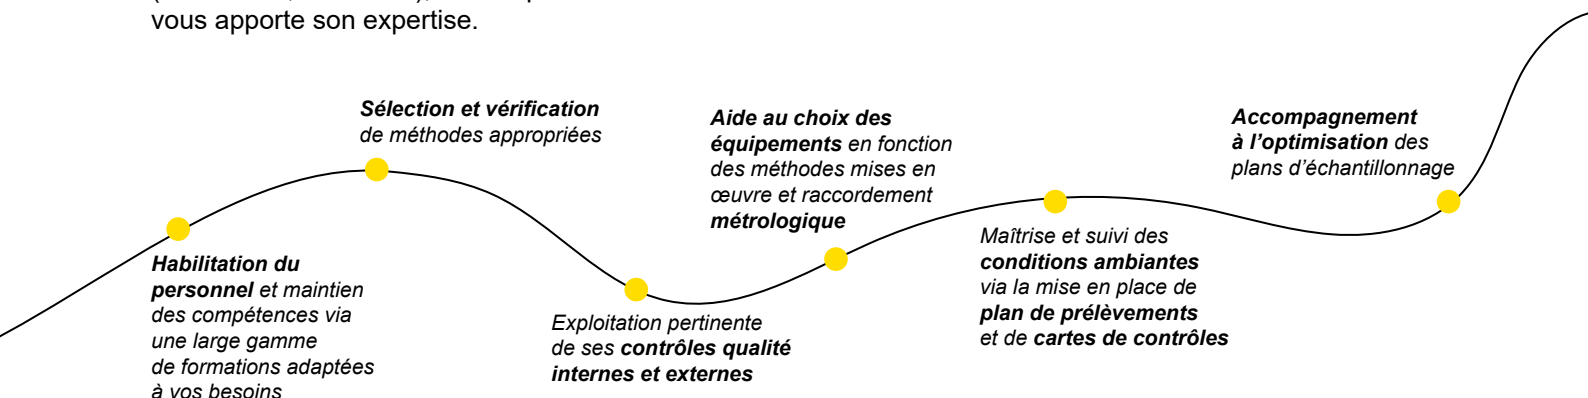 vous apporte son expertise.
Sélection et vérification
de méthodes appropriées
Aide au choix des
équipements en fonction
des méthodes mises en
œuvre et raccordement
métrologique
Accompagnement
à l’optimisation des
plans d’échantillonnage
Habilitation du
personnel et maintien
des compétences via
une large gamme
de formations adaptées
à vos besoins
Exploitation pertinente
de ses contrôles qualité
internes et externes
Maîtrise et suivi des
conditions ambiantes
via la mise en place de
plan de prélèvements
et de cartes de contrôles